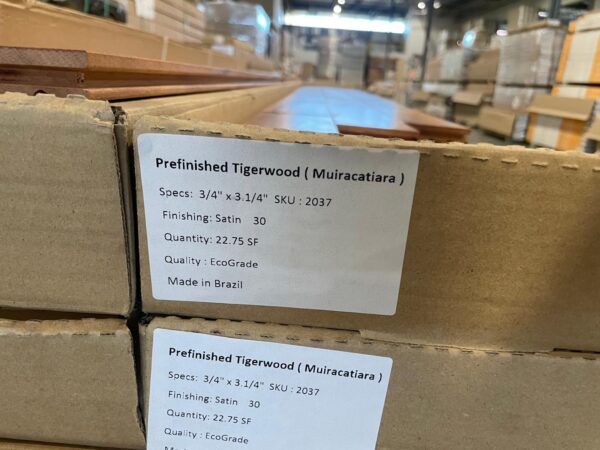 Prefinished Tigerwood ( Muiracatiara )
Specs: 3/4" x 3.1/4" SKU : 2037
Finishing: Satin 30
Quantity: 22.75 SF
Quality : EcoGrade
Made in Brazil
Prefinished Tigerwood ( Muiracatiara )
Specs: 3/4" x 3.1/4" SKU : 2037
Finishing: Satin 30
Quantity: 22.75 SF
Quality : EcoGrade